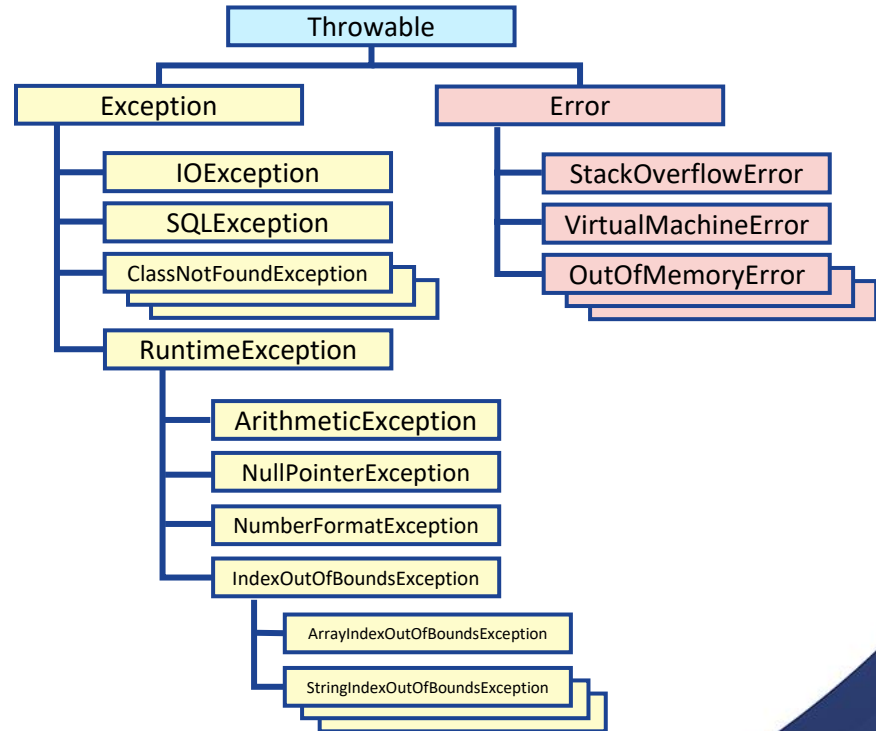 Throwable
Exception
Error
IOException
StackOverflowError
SQLException
VirtualMachineError
ClassNotFoundException
OutOfMemoryError
RuntimeException
ArithmeticException
NullPointerException
NumberFormatException
IndexOutOfBoundsException
ArrayIndexOutOfBoundsException
StringIndexOutOfBoundsException